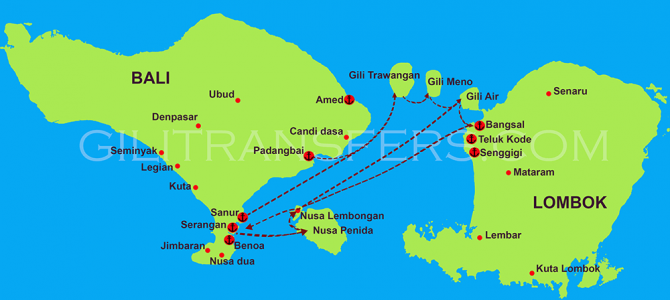 BALI
Ubud
Denpasar
Seminyak
Legian
Kuta
Sanur
Serangan
Benoa
Jimbaran
Nusa dua
Amed
Candi dasa
Padangbai
Nusa Lembongan
Nusa Penida
Gili Trawangan
Gili Meno
Gili Air
Bangsal
Teluk Kode
Senggigi
Senaru
Mataram
LOMBOK
Lembar
Kuta Lombok
GILITRANSFERS.COM